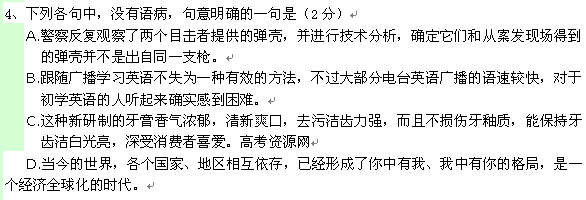 4、下列各句中，没有语病，句意明确的一句是（2分）
A.警察反复观察了两个目击者提供的弹壳，并进行技术分析，确定它们和从案发现场得到
的弹壳并不是出自同一支枪。
B.跟随广播学习英语不失为一种有效的方法，不过大部分电台英语广播的语速较快，对于
初学英语的人听起来确实感到困难。
C.这种新研制的牙膏香气浓郁，清新爽口，去污洁齿力强，而且不损伤牙釉质，能保持牙
齿洁白光亮，深受消费者喜爱。高考资源网
D.当今的世界，各个国家、地区相互依存，已经形成了你中有我、我中有你的格局，是一
个经济全球化的时代。